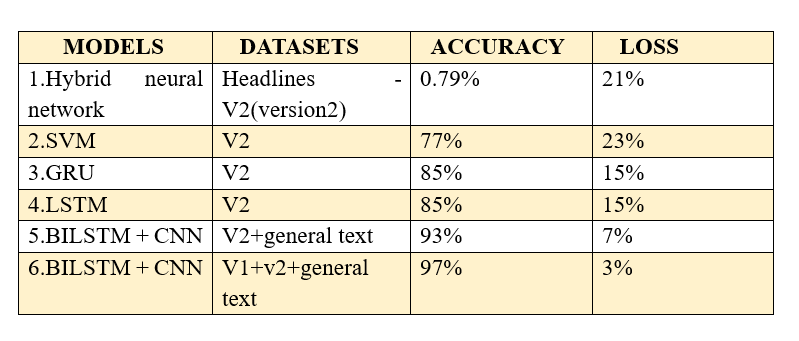 MODELS DATASETS ACCURACY LOSS
1.Hybrid neural network Headlines - V2(version2) 0.79% 21%
2.SVM V2 77% 23%
3.GRU V2 85% 15%
4.LSTM V2 85% 15%
5.BILSTM + CNN V2+general text 93% 7%
6.BILSTM + CNN V1+v2+general text 97% 3%